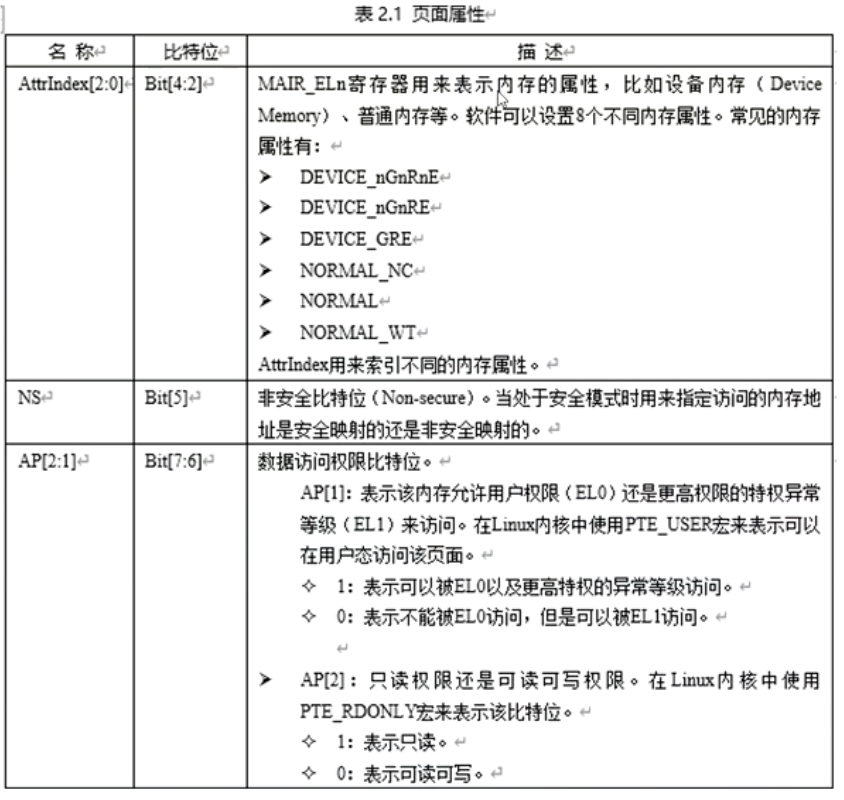 表 2.1 页面属性↵
名 称↵ 比特位↵ 描 述↵
AttrIndex[2:0]↵ Bit[4:2]↵ MAIR_ELn寄存器用来表示内存的属性，比如设备内存（Device
Memory）、普通内存等。软件可以设置8个不同内存属性。常见的内存
属性有：↵
➢ DEVICE_nGnRnE↵
➢ DEVICE_nGnRE↵
➢ DEVICE_GRE↵
➢ NORMAL_NC↵
➢ NORMAL↵
➢ NORMAL_WT↵
AttrIndex用来索引不同的内存属性。↵
NS↵ Bit[5]↵ 非安全比特位（Non-secure）。当处于安全模式时用来指定访问的内存地
址是安全映射的还是非安全映射的。↵
AP[2:1]↵ Bit[7:6]↵ 数据访问权限比特位。↵
AP[1]：表示该内存允许用户权限（EL0）还是更高权限的特权异常
等级（EL1）来访问。在Linux内核中使用PTE_USER宏来表示可以
在用户态访问该页面。↵
✧ 1：表示可以被EL0以及更高特权的异常等级访问。↵
✧ 0：表示不能被EL0访问，但是可以被EL1访问。↵
↵
➢ AP[2]：只读权限还是可读可写权限。在Linux内核中使用
PTE_RDONLY宏来表示该比特位。↵
✧ 1：表示只读。↵
✧ 0：表示可读可写。↵